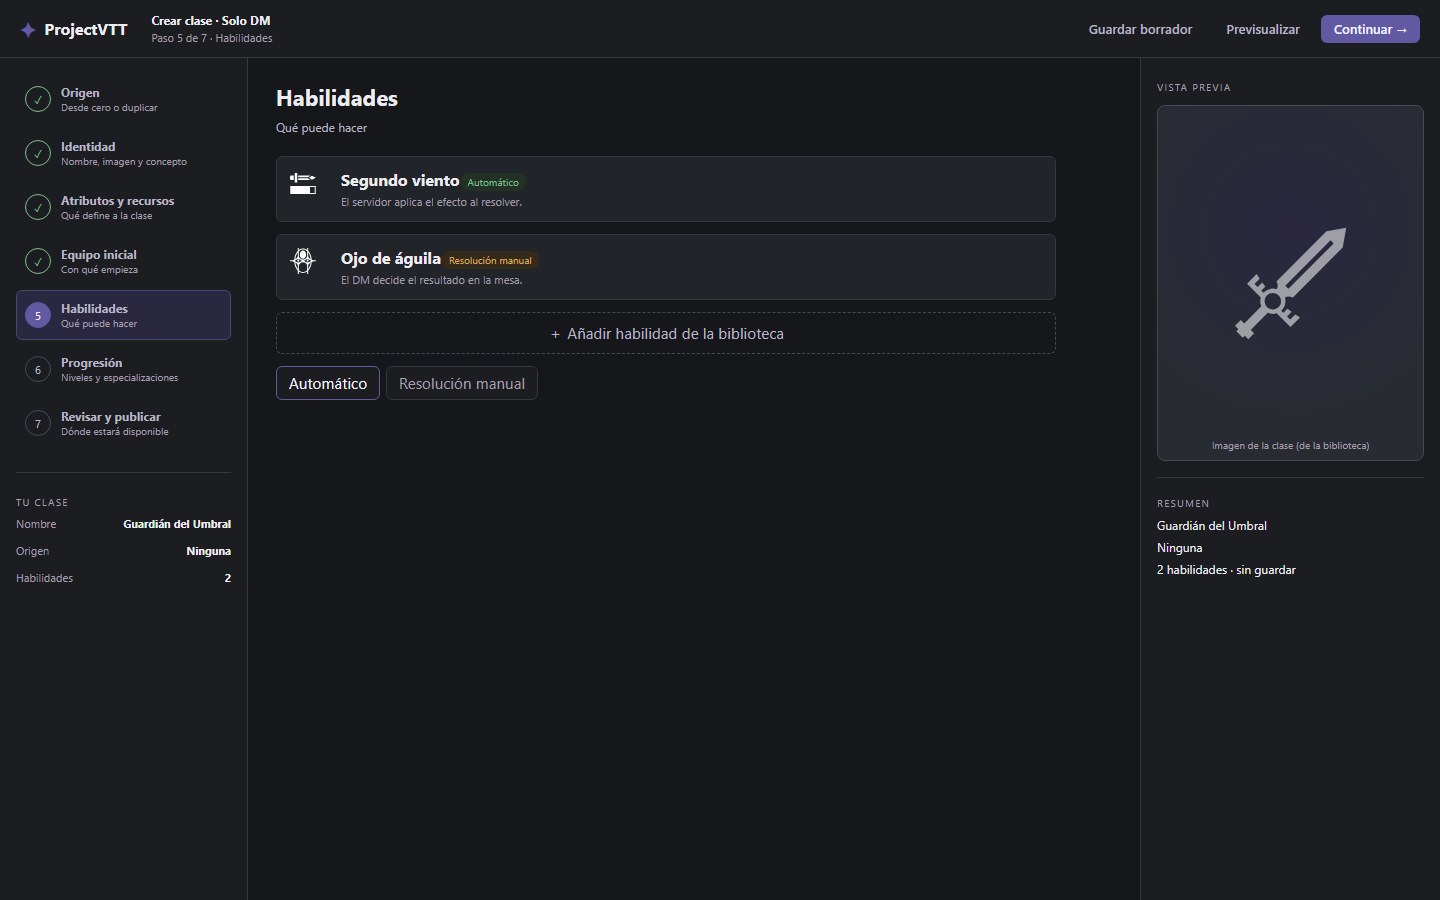 ProjectVTT
Crear clase · Solo DM
Paso 5 de 7 · Habilidades
Guardar borrador
Previsualizar
Continuar →
✓
Origen
Desde cero o duplicar
✓
Identidad
Nombre, imagen y concepto
✓
Atributos y recursos
Qué define a la clase
✓
Equipo inicial
Con qué empieza
5
Habilidades
Qué puede hacer
6
Progresión
Niveles y especializaciones
7
Revisar y publicar
Dónde estará disponible
TU CLASE
Nombre Guardián del Umbral
Origen Ninguna
Habilidades 2
Habilidades
Qué puede hacer
Segundo viento Automático
El servidor aplica el efecto al resolver.
Ojo de águila Resolución manual
El DM decide el resultado en la mesa.
+ Añadir habilidad de la biblioteca
Automático Resolución manual
VISTA PREVIA
Imagen de la clase (de la biblioteca)
RESUMEN
Guardián del Umbral
Ninguna
2 habilidades · sin guardar